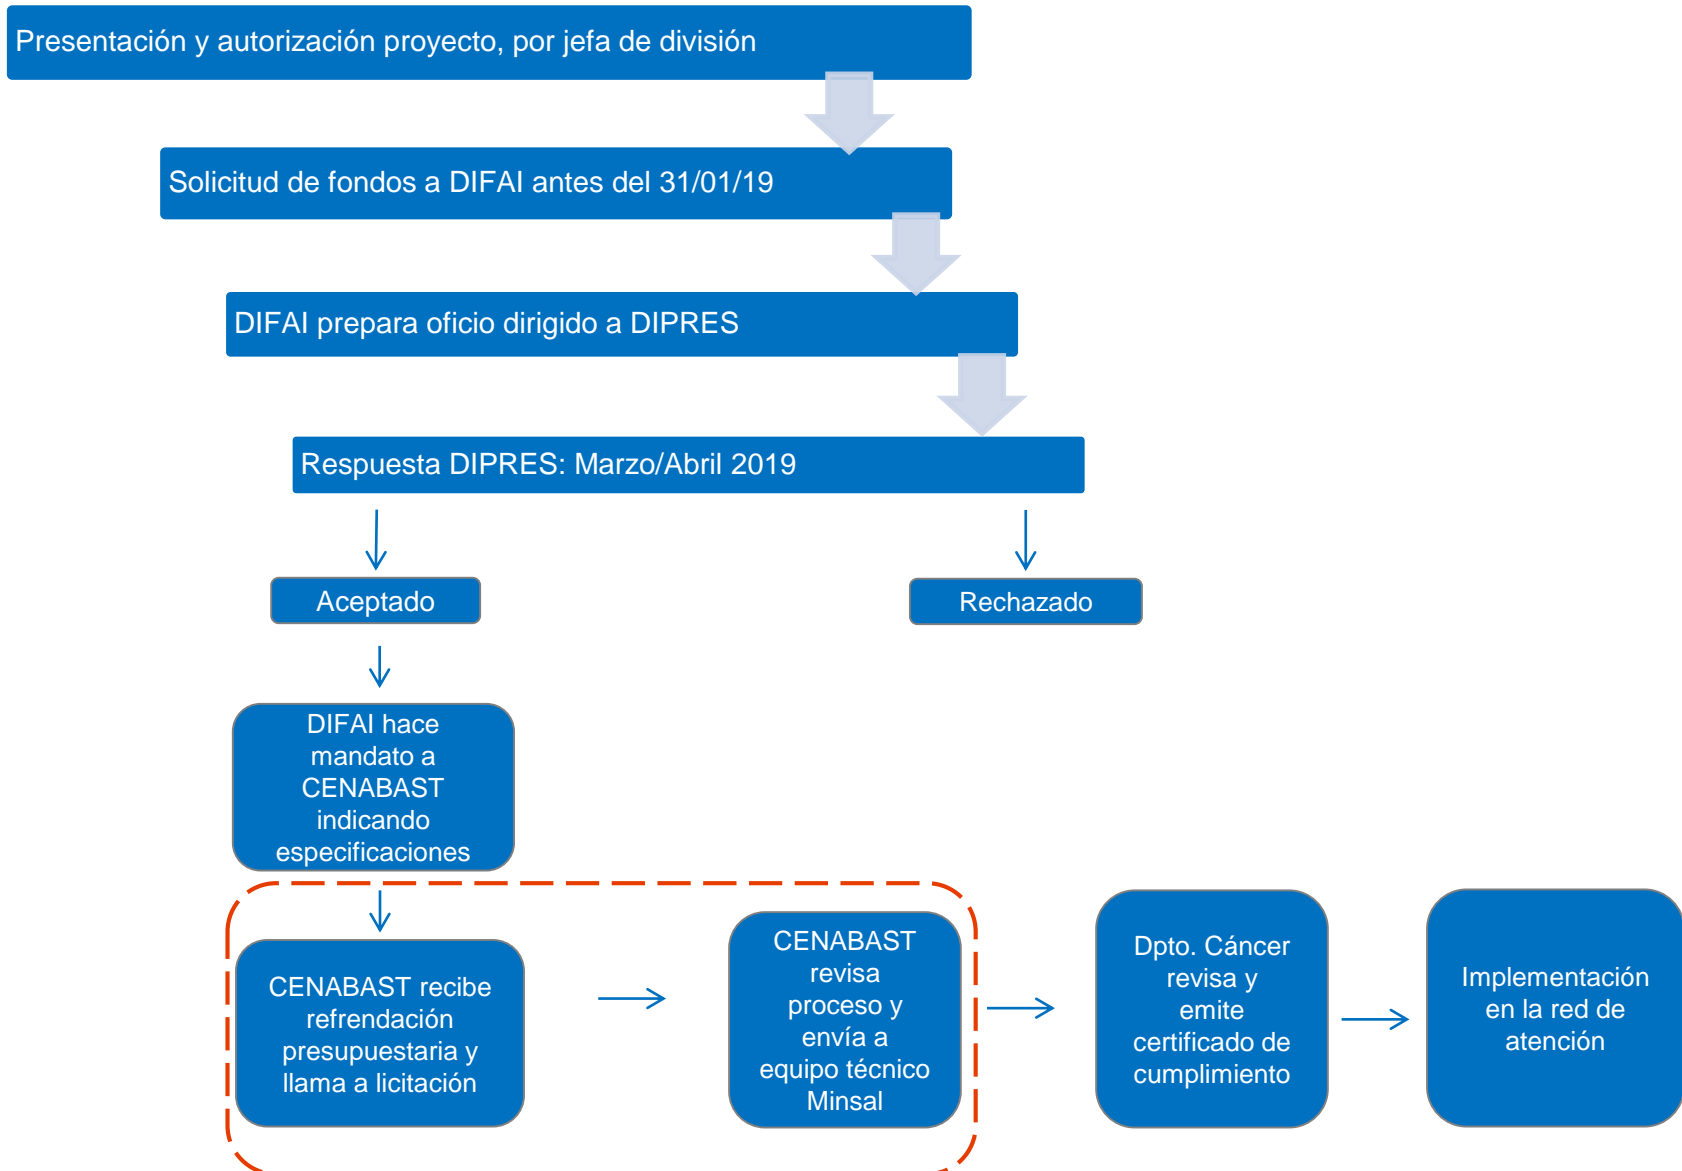 Presentación y autorización proyecto, por jefa de división
Solicitud de fondos a DIFAI antes del 31/01/19
DIFAI prepara oficio dirigido a DIPRES
Respuesta DIPRES: Marzo/Abril 2019
Aceptado
Rechazado
DIFAI hace
mandato a
CENABAST
indicando
especificaciones
CENABAST recibe
refrendación
presupuestaria y
llama a licitación
CENABAST
revisa
proceso y
envía a
equipo técnico
Minsal
Dpto. Cáncer
revisa y
emite
certificado de
cumplimiento
Implementación
en la red de
atención